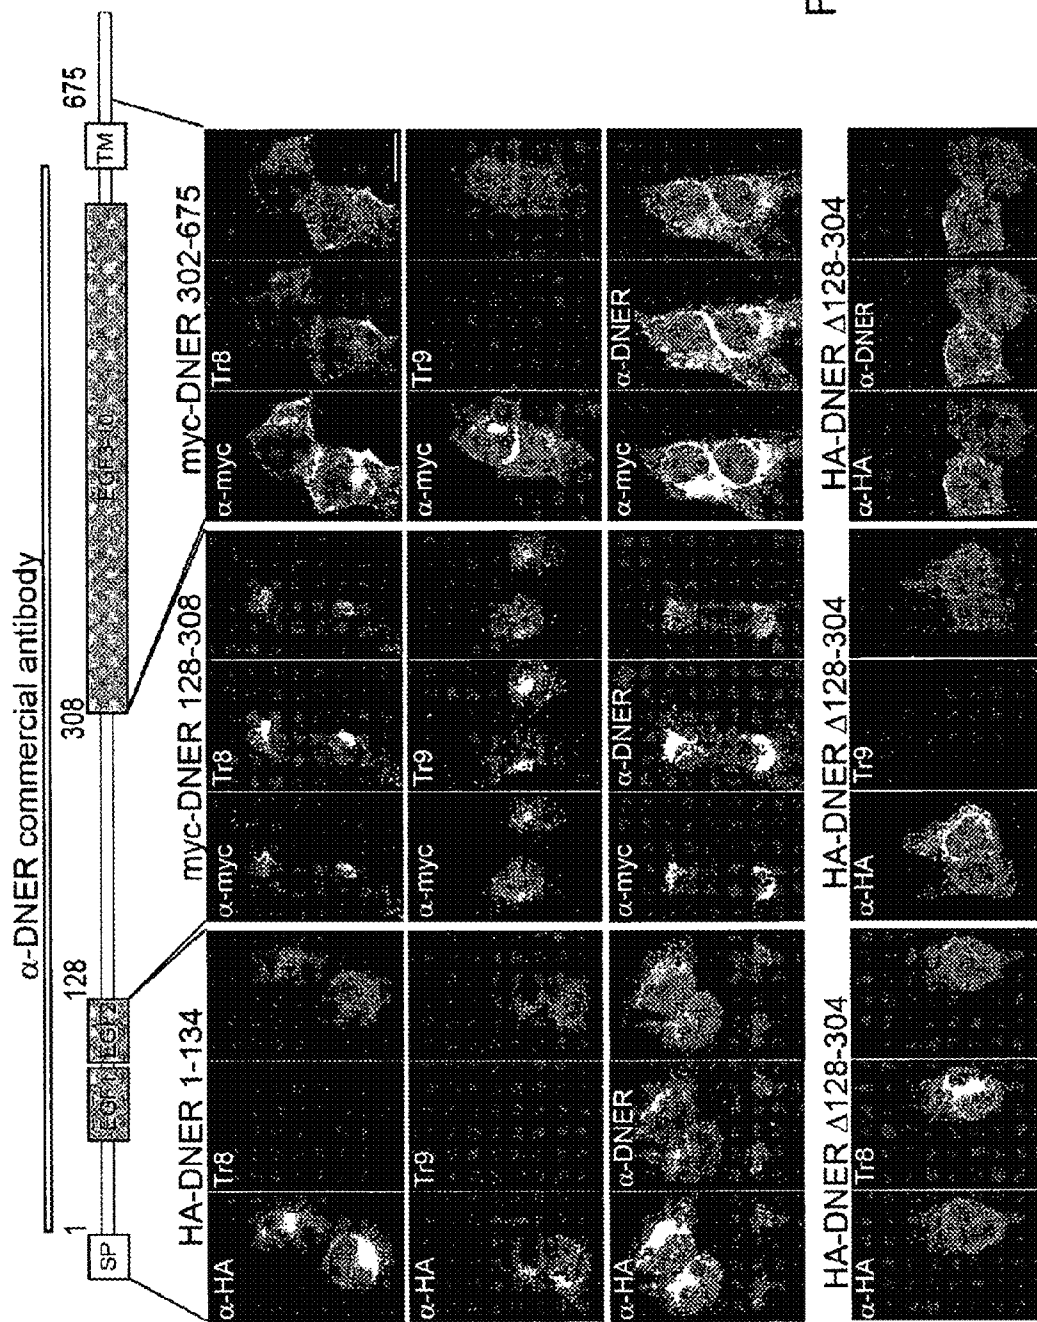 α-DNER commercial antibody
1 128 308 675
SP EGF1 EGF2 EGF3-10 TM
HA-DNER 1-134 myc-DNER 128-308 myc-DNER 302-675
α-HA Tr8 α-myc Tr8 α-myc Tr8
α-HA Tr9 α-myc Tr9 α-myc Tr9
α-HA α-DNER α-myc α-DNER α-myc α-DNER
HA-DNER Δ128-304 HA-DNER Δ128-304 HA-DNER Δ128-304
α-HA Tr8 α-HA Tr9 α-HA α-DNER